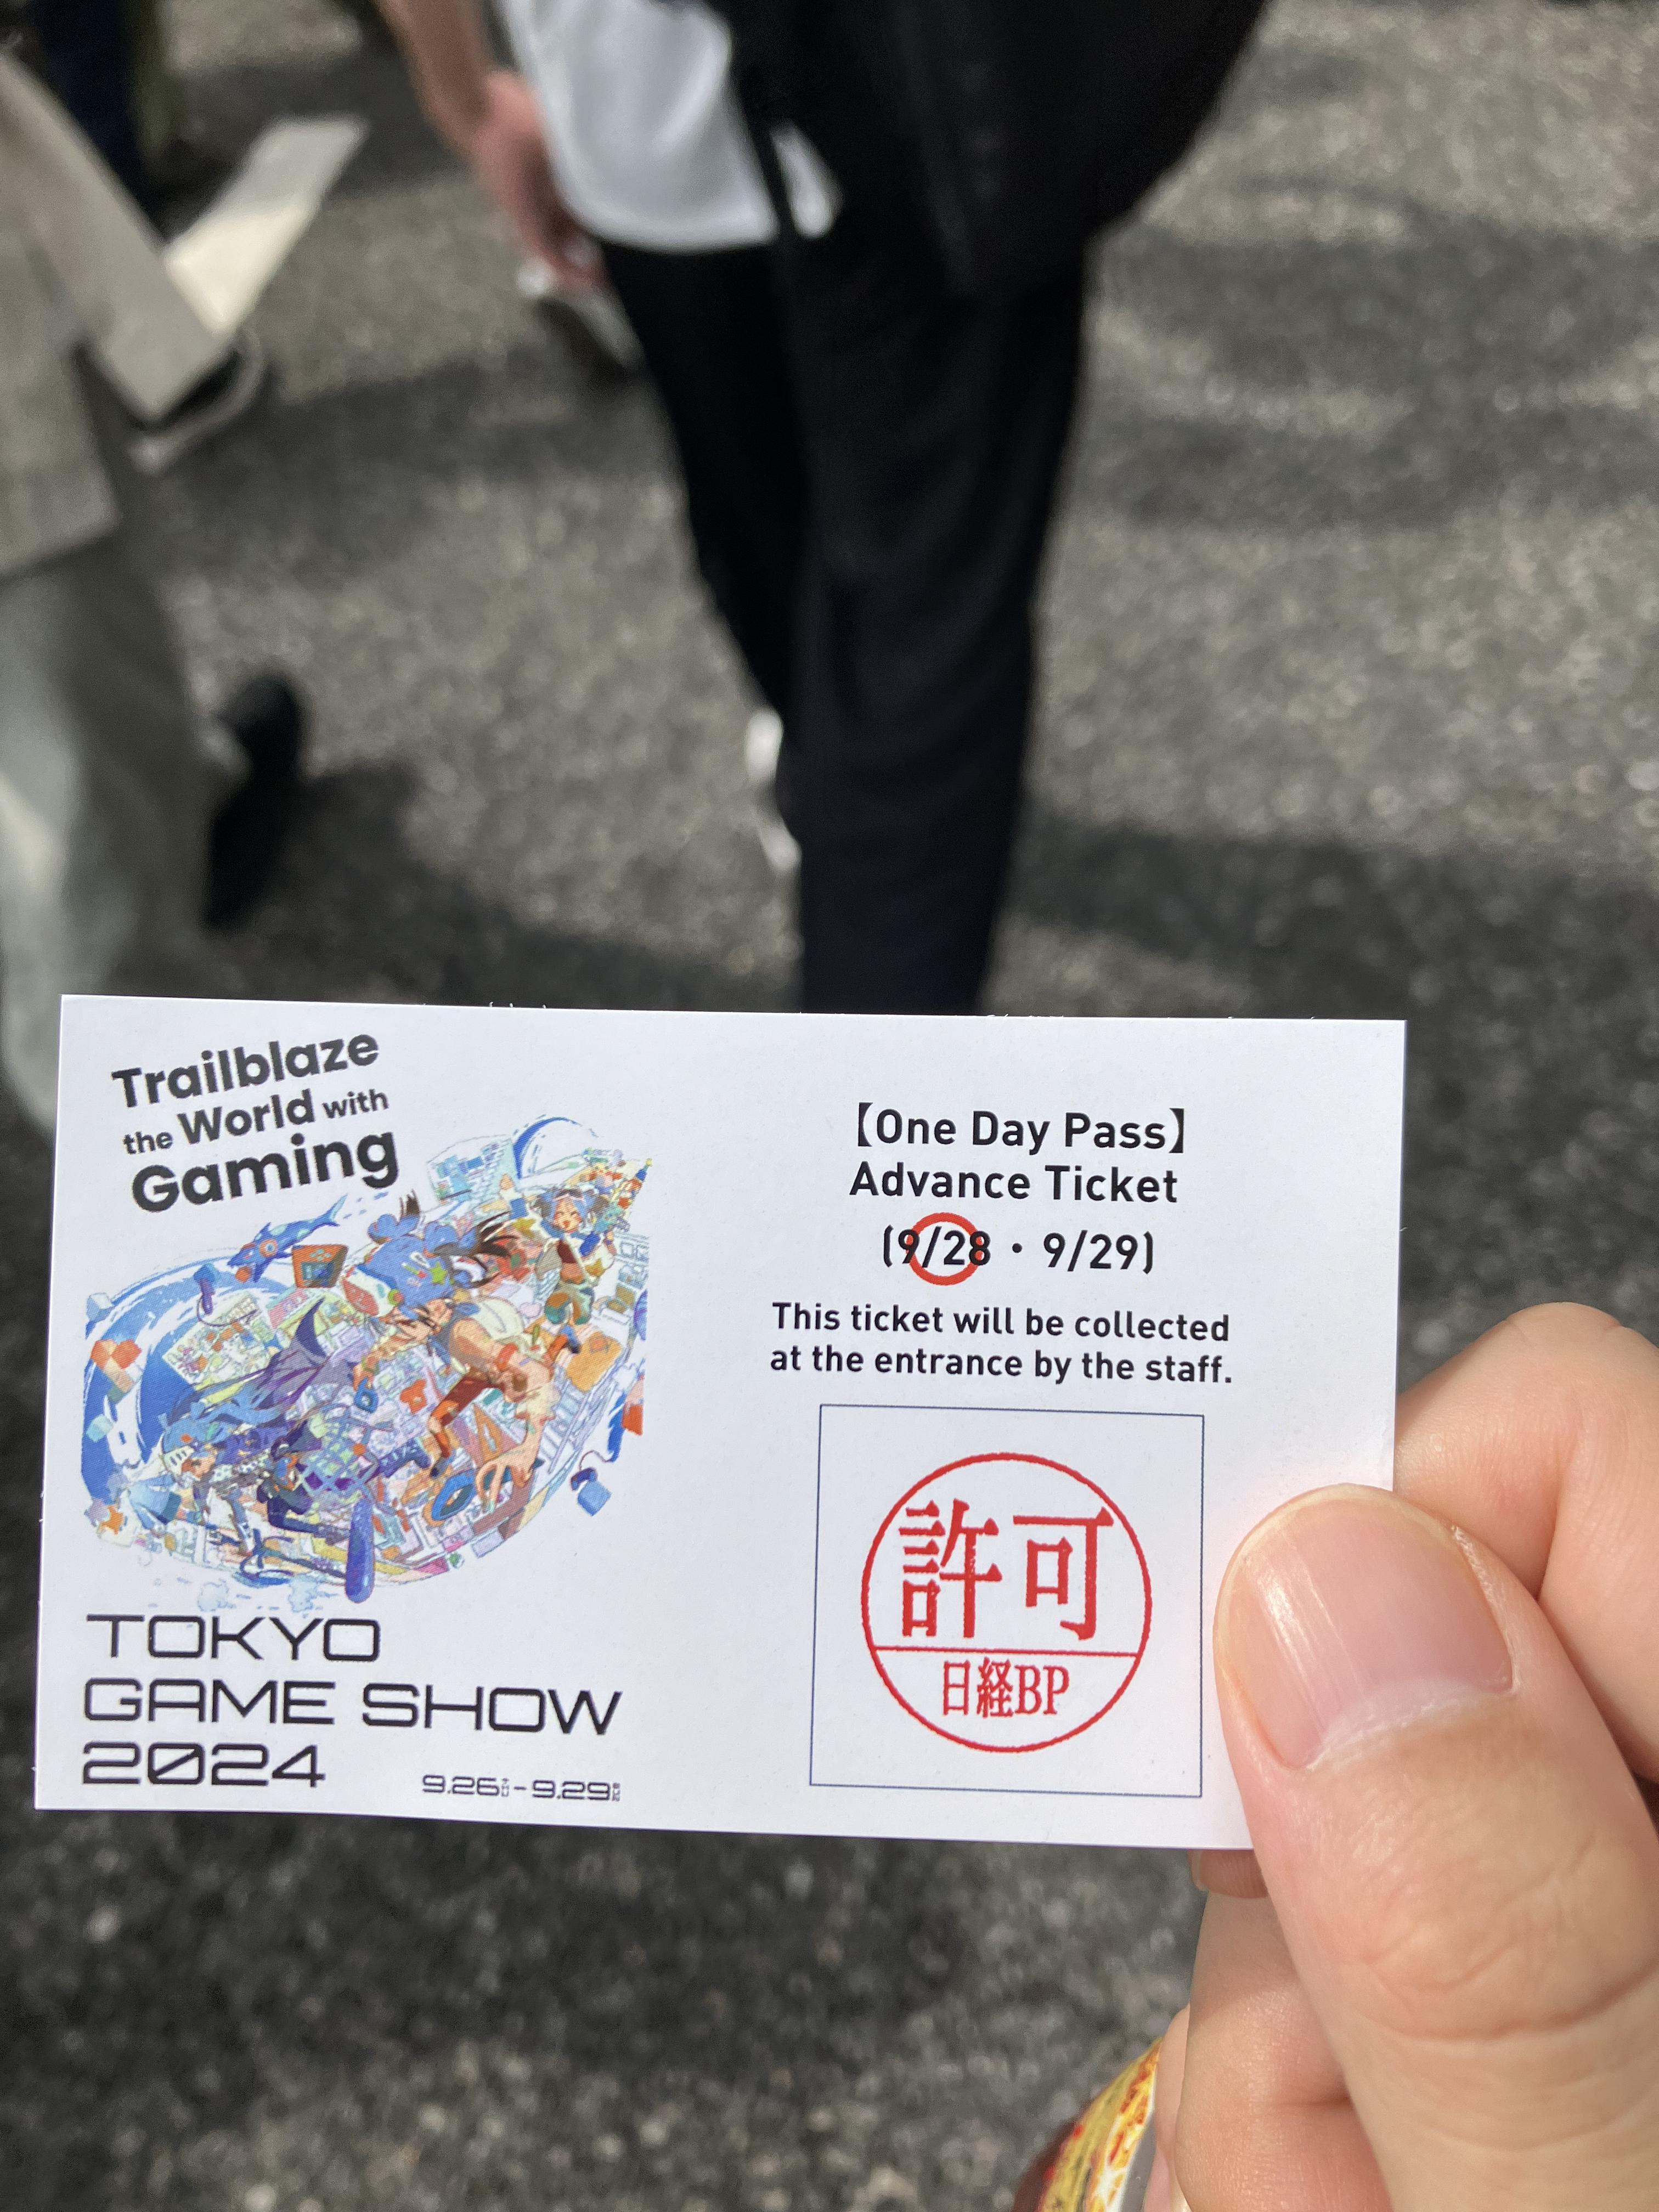 Trailblaze
the World with
Gaming
TOKYO
GAME SHOW
2024
9.26 - 9.29
【One Day Pass】
Advance Ticket
(9/28・9/29)
This ticket will be collected
at the entrance by the staff.
許可
日経BP